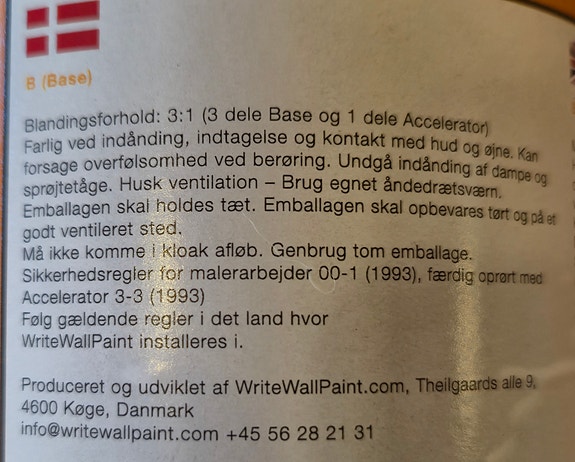 B (Base)
Blandingsforhold: 3:1 (3 dele Base og 1 dele Accelerator)
Farlig ved indånding, indtagelse og kontakt med hud og øjne. Kan
forsage overfølsomhed ved berøring. Undgå indånding af dampe og
sprøjtetåge. Husk ventilation – Brug egnet åndedrætsværn.
Emballagen skal holdes tæt. Emballagen skal opbevares tørt og på et
godt ventileret sted.
Må ikke komme i kloak afløb. Genbrug tom emballage.
Sikkerhedsregler for malerarbejder 00-1 (1993), færdig oprørt med
Accelerator 3-3 (1993)
Følg gældende regler i det land hvor
WriteWallPaint installeres i.
Produceret og udviklet af WriteWallPaint.com, Theilgaards alle 9,
4600 Køge, Danmark
info@writewallpaint.com +45 56 28 21 31